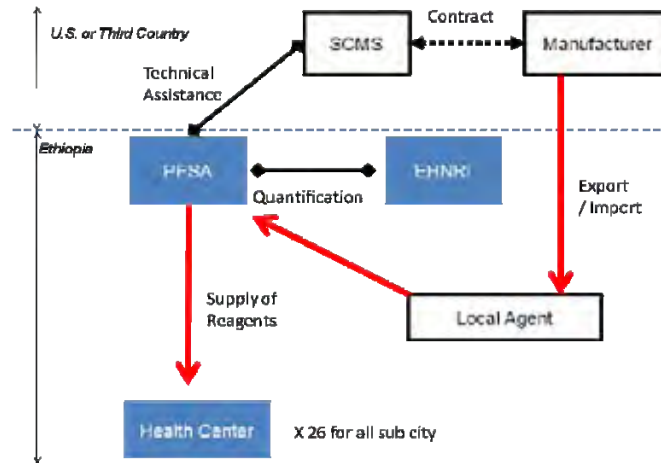 Contract
U.S. or Third Country
SCMS
Manufacturer
Technical
Assistance
Ethiopia
PFSA
EHNRI
Quantification
Export
/ Import
Supply of
Reagents
Local Agent
Health Center
X 26 for all sub city